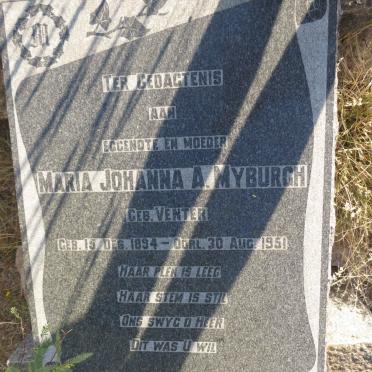 TER GEDAGTENIS
AAN
EGGENOTE EN MOEDER
MARIA JOHANNA A. MYBURGH
(GEB. VENTER)
GEB. 19 DES. 1894 – OORL. 30 AUG. 1951
HAAR PLEK IS LEEG
HAAR STEM IS STIL
ONS SWYG O HEER
DIT WAS U WIL